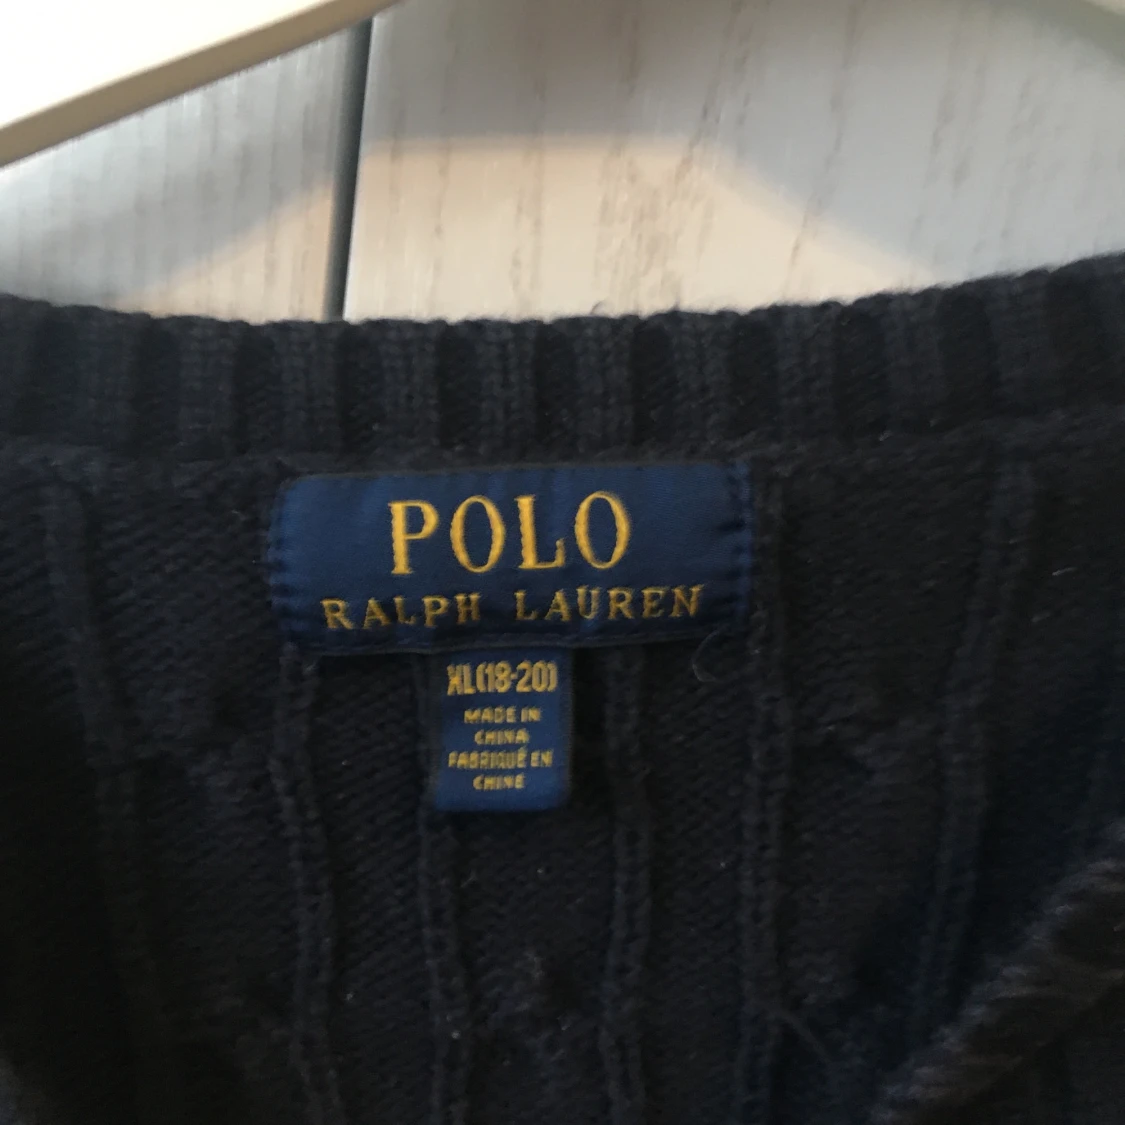 POLO
RALPH LAUREN
XL(18-20)
MADE IN
CHINA
FABRIQUÉ EN
CHINE